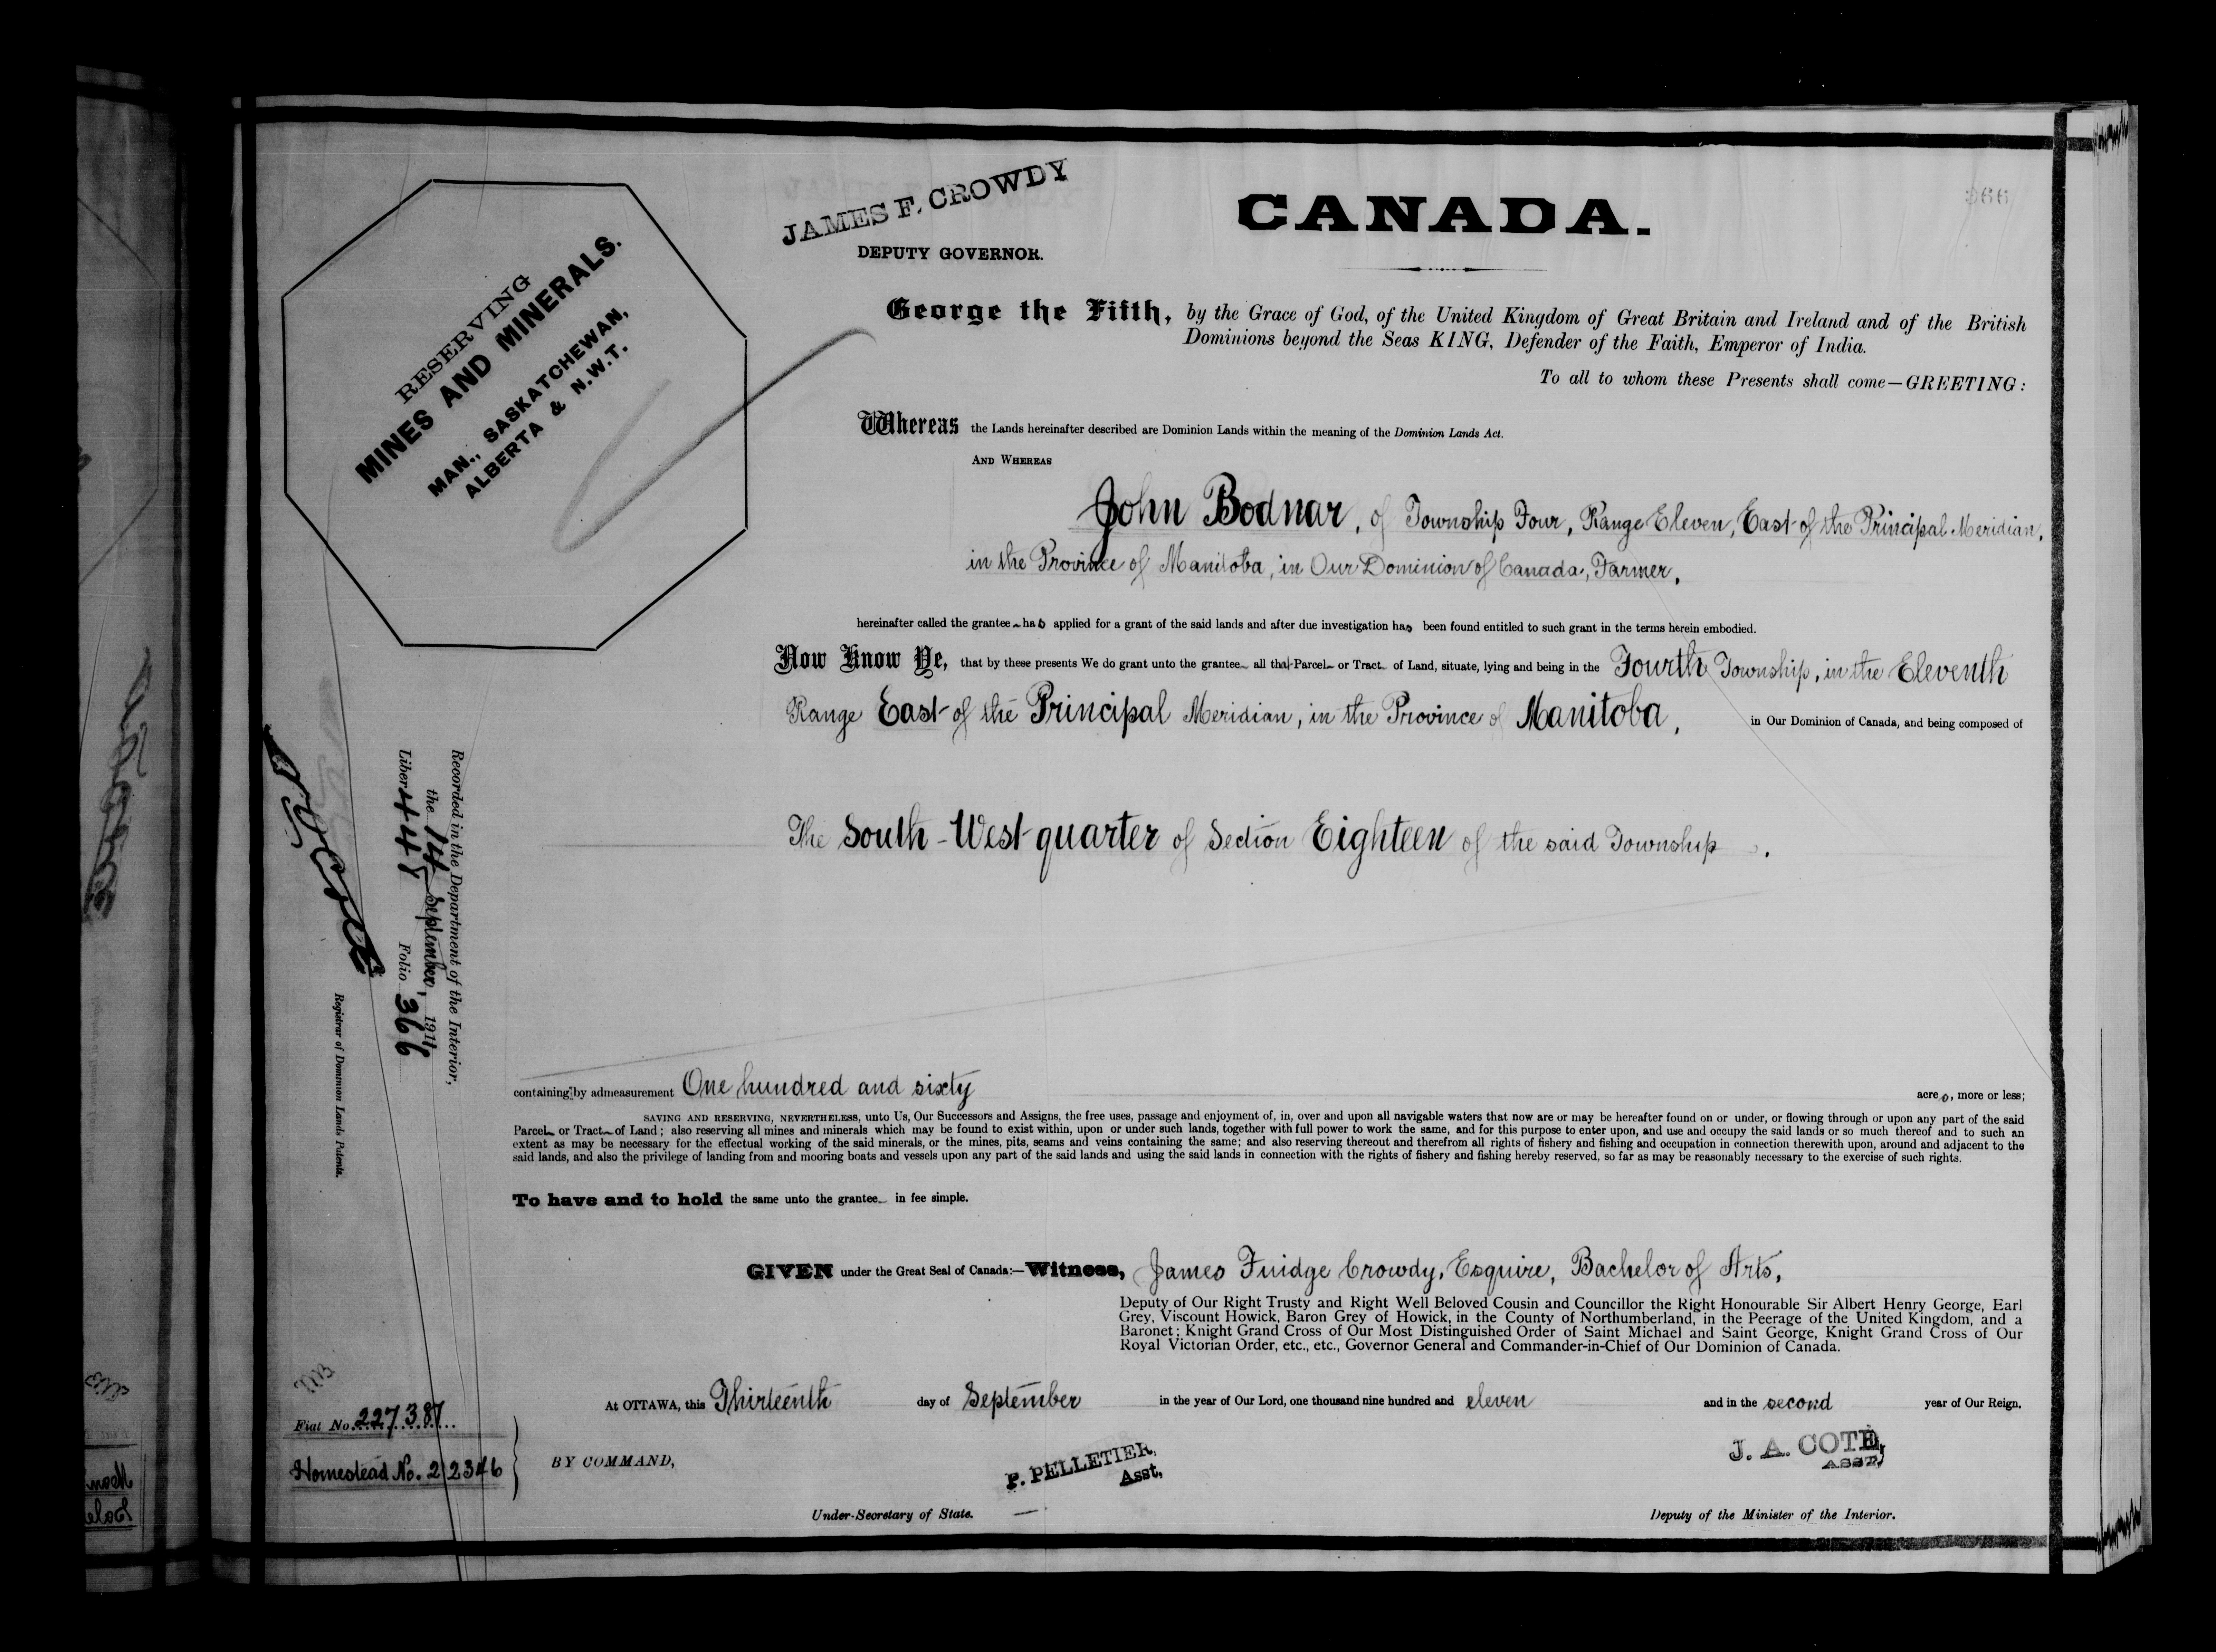 366
JAMES F. CROWDY
DEPUTY GOVERNOR.
CANADA.
RESERVING
MINES AND MINERALS.
MAN., SASKATCHEWAN,
ALBERTA & N.W.T.
George the Fifth, by the Grace of God, of the United Kingdom of Great Britain and Ireland and of the British
Dominions beyond the Seas KING, Defender of the Faith, Emperor of India.
To all to whom these Presents shall come—GREETING:
Whereas the Lands hereinafter described are Dominion Lands within the meaning of the Dominion Lands Act.
AND WHEREAS
John Bodnar, of Township Four, Range Eleven, East of the Principal Meridian,
in the Province of Manitoba, in Our Dominion of Canada, Farmer,
hereinafter called the grantee has applied for a grant of the said lands and after due investigation has been found entitled to such grant in the terms herein embodied.
Now Know Ye, that by these presents We do grant unto the grantee all that Parcel or Tract of Land, situate, lying and being in the Fourth Township, in the Eleventh
Range East of the Principal Meridian, in the Province of Manitoba, in Our Dominion of Canada, and being composed of
The South-West quarter of Section Eighteen of the said Township.
containing by admeasurement One hundred and sixty acres, more or less;
SAVING AND RESERVING, NEVERTHELESS, unto Us, Our Successors and Assigns, the free uses, passage and enjoyment of, in, over and upon all navigable waters that now are or may be hereafter found on or under, or flowing through or upon any part of the said
Parcel or Tract of Land; also reserving all mines and minerals which may be found to exist within, upon or under such lands, together with full power to work the same, and for this purpose to enter upon, and use and occupy the said lands or so much thereof and to such an
extent as may be necessary for the effectual working of the said minerals, or the mines, pits, seams and veins containing the same; and also reserving thereout and therefrom all rights of fishery and fishing and occupation in connection therewith upon, around and adjacent to the
said lands, and also the privilege of landing from and mooring boats and vessels upon any part of the said lands and using the said lands in connection with the rights of fishery and fishing hereby reserved, so far as may be reasonably necessary to the exercise of such rights.
To have and to hold the same unto the grantee in fee simple.
GIVEN under the Great Seal of Canada:—Witness, James Fuidge Crowdy, Esquire, Bachelor of Arts,
Deputy of Our Right Trusty and Right Well Beloved Cousin and Councillor the Right Honourable Sir Albert Henry George, Earl
Grey, Viscount Howick, Baron Grey of Howick, in the County of Northumberland, in the Peerage of the United Kingdom, and a
Baronet; Knight Grand Cross of Our Most Distinguished Order of Saint Michael and Saint George, Knight Grand Cross of Our
Royal Victorian Order, etc., etc., Governor General and Commander-in-Chief of Our Dominion of Canada.
At OTTAWA, this Thirteenth day of September in the year of Our Lord, one thousand nine hundred and eleven and in the second year of Our Reign.
BY COMMAND,
P. PELLETIER,
Asst,
Under-Secretary of State.
J. A. COTE,
ASST,
Deputy of the Minister of the Interior.
Recorded in the Department of the Interior,
the 14 September, 1911,
Liber 447 Folio 366
N O Coté
Registrar of Dominion Lands Patents.
Fiat No. 227387
Homestead No. 212346